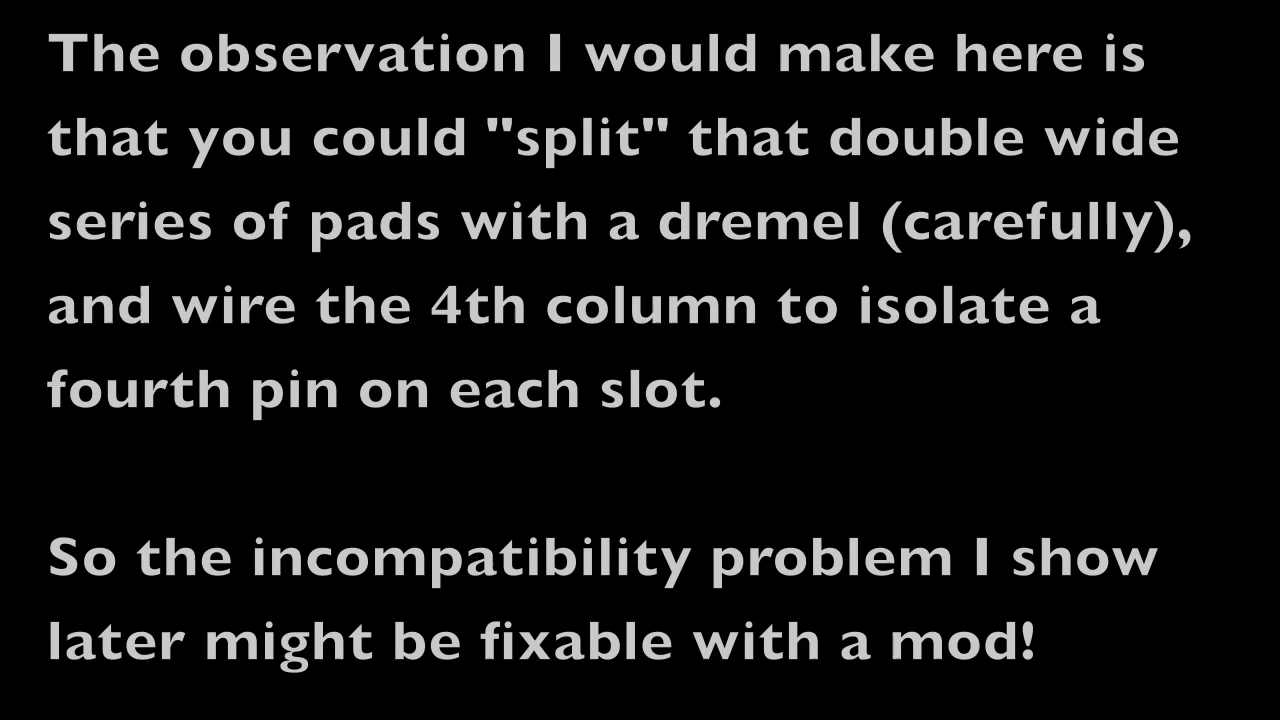 The observation I would make here is
that you could "split" that double wide
series of pads with a dremel (carefully),
and wire the 4th column to isolate a
fourth pin on each slot.
So the incompatibility problem I show
later might be fixable with a mod!